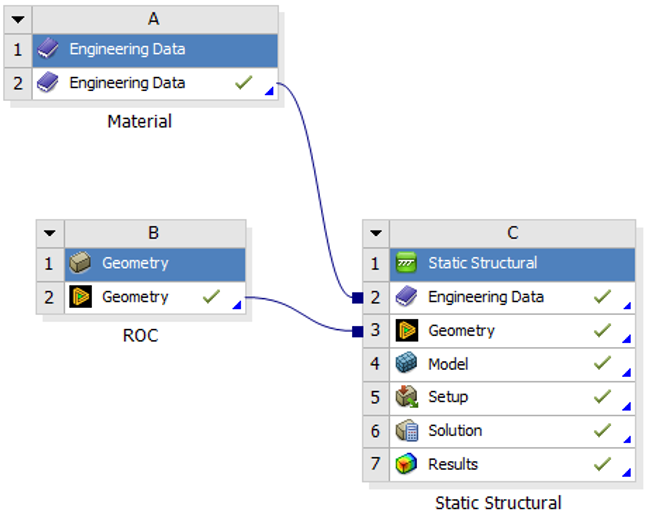 A
1 Engineering Data
2 Engineering Data
Material
B
1 Geometry
2 Geometry
ROC
C
1 Static Structural
2 Engineering Data
3 Geometry
4 Model
5 Setup
6 Solution
7 Results
Static Structural